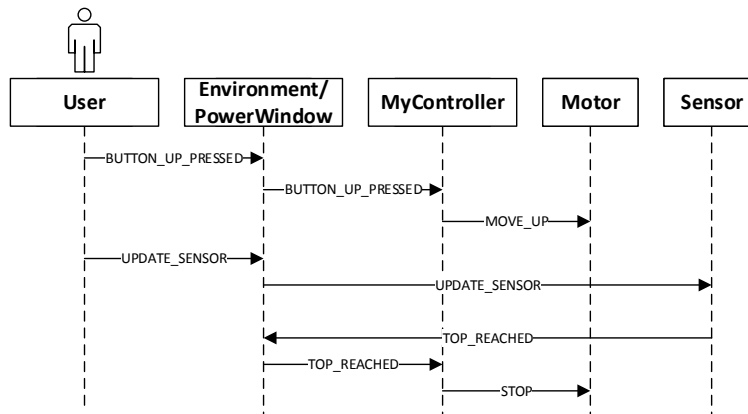 User
Environment/
PowerWindow
MyController
Motor
Sensor
BUTTON_UP_PRESSED
BUTTON_UP_PRESSED
MOVE_UP
UPDATE_SENSOR
UPDATE_SENSOR
TOP_REACHED
TOP_REACHED
STOP